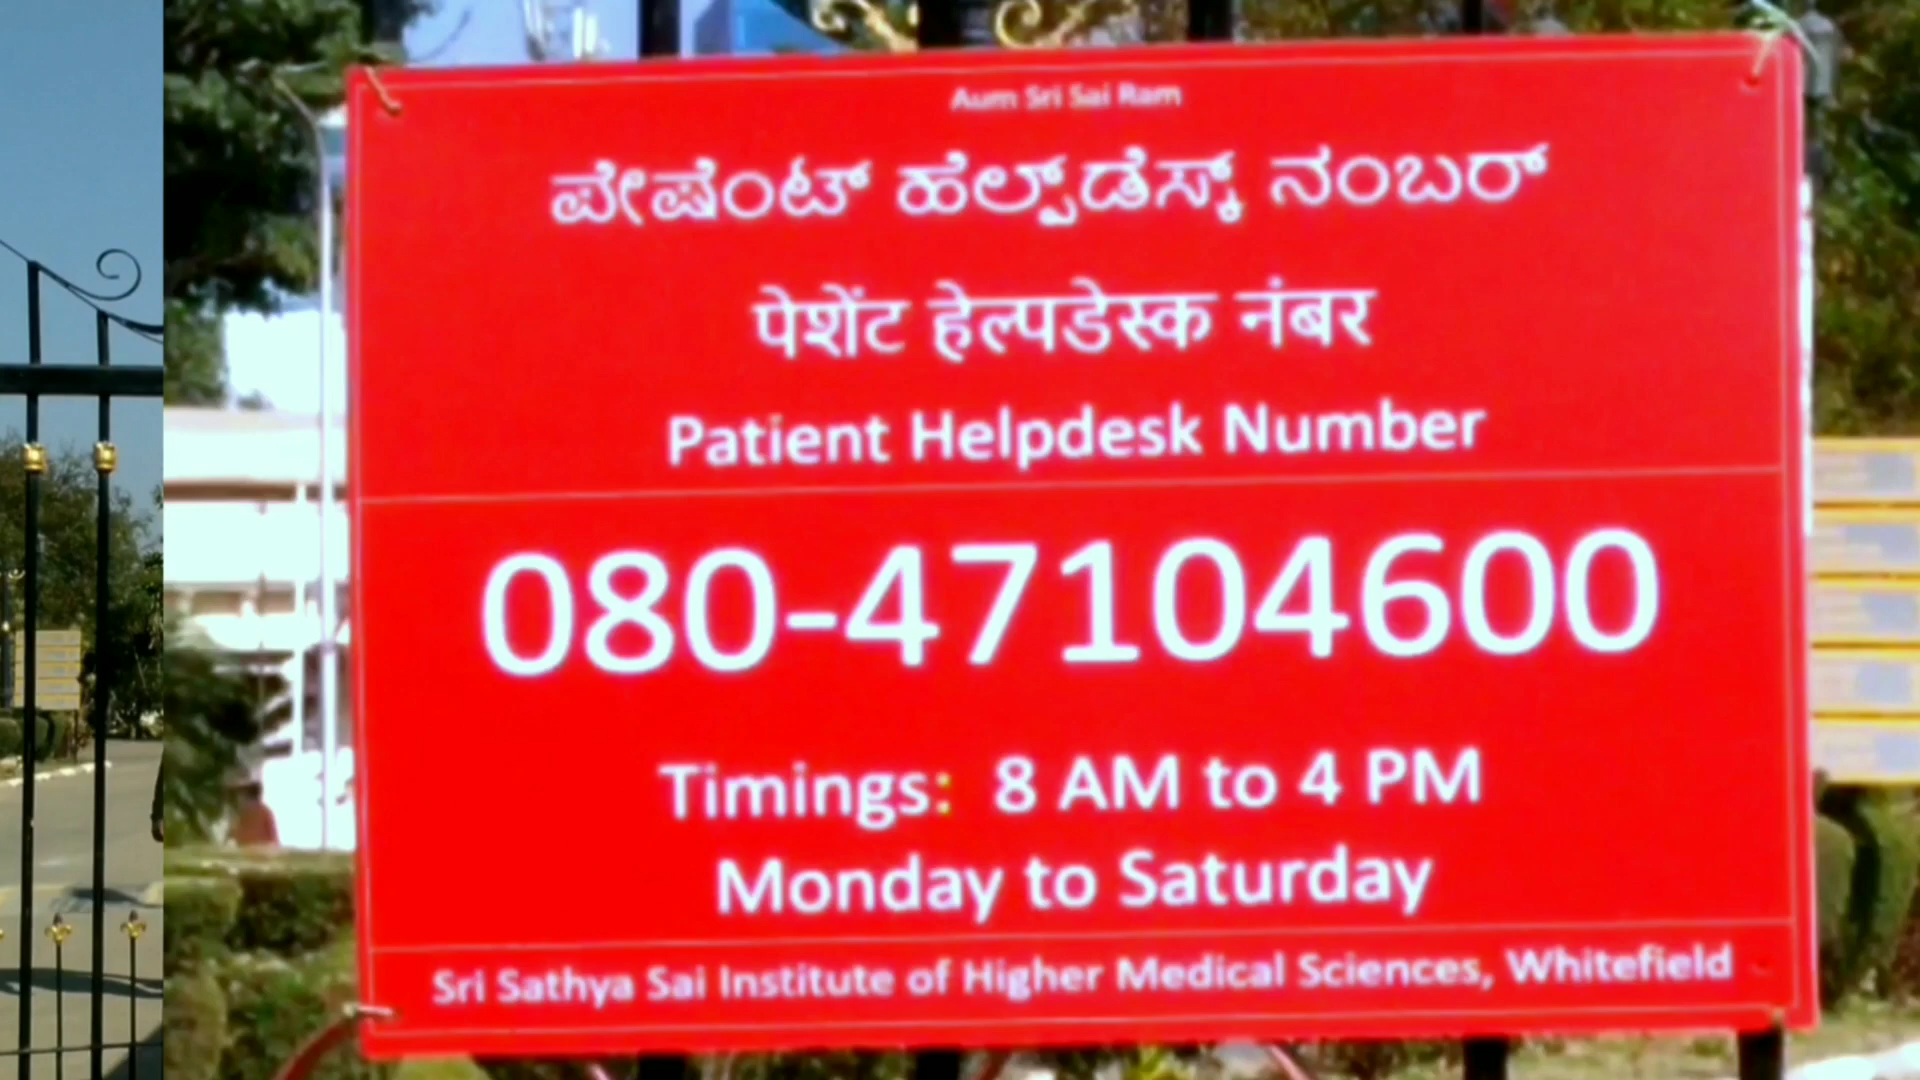 Aum Sri Sai Ram
ಪೇಷೆಂಟ್ ಹೆಲ್ಪ್‌ಡೆಸ್ಕ್ ನಂಬರ್
पेशेंट हेल्पडेस्क नंबर
Patient Helpdesk Number
080-47104600
Timings: 8 AM to 4 PM
Monday to Saturday
Sri Sathya Sai Institute of Higher Medical Sciences, Whitefield